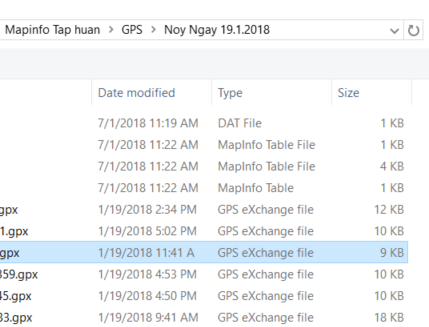 Mapinfo Tap huan > GPS > Noy Ngay 19.1.2018
Date modified Type Size
7/1/2018 11:19 AM DAT File 1 KB
7/1/2018 11:22 AM MapInfo Table File 1 KB
7/1/2018 11:22 AM MapInfo Table File 4 KB
7/1/2018 11:22 AM MapInfo Table 1 KB
gpx 1/19/2018 2:34 PM GPS eXchange file 12 KB
1.gpx 1/19/2018 5:02 PM GPS eXchange file 10 KB
gpx 1/19/2018 11:41 A GPS eXchange file 9 KB
359.gpx 1/19/2018 4:53 PM GPS eXchange file 10 KB
45.gpx 1/19/2018 4:50 PM GPS eXchange file 10 KB
33.gpx 1/19/2018 9:41 AM GPS eXchange file 18 KB